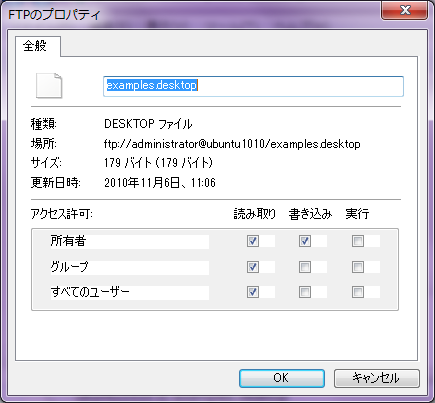 FTPのプロパティ
全般
examples.desktop
種類: DESKTOP ファイル
場所: ftp://administrator@ubuntu1010/examples.desktop
サイズ: 179 バイト (179 バイト)
更新日時: 2010年11月6日、11:06
アクセス許可: 読み取り 書き込み 実行
所有者
グループ
すべてのユーザー
OK キャンセル